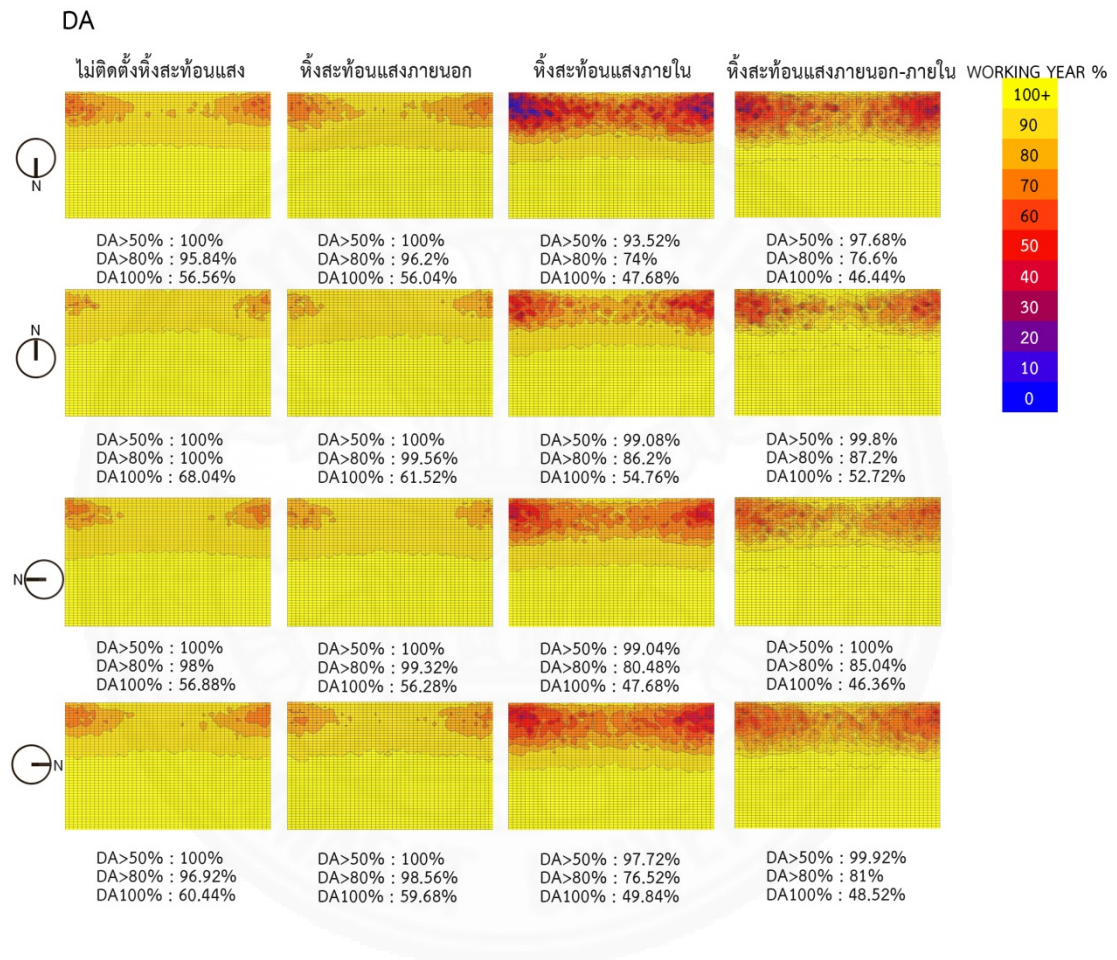 DA
ไม่ติดตั้งหิ้งสะท้อนแสง หิ้งสะท้อนแสงภายนอก หิ้งสะท้อนแสงภายใน หิ้งสะท้อนแสงภายนอก-ภายใน WORKING YEAR %
100+
90
80
70
60
50
40
30
20
10
0
N
DA>50% : 100% DA>50% : 100% DA>50% : 93.52% DA>50% : 97.68%
DA>80% : 95.84% DA>80% : 96.2% DA>80% : 74% DA>80% : 76.6%
DA100% : 56.56% DA100% : 56.04% DA100% : 47.68% DA100% : 46.44%
N
DA>50% : 100% DA>50% : 100% DA>50% : 99.08% DA>50% : 99.8%
DA>80% : 100% DA>80% : 99.56% DA>80% : 86.2% DA>80% : 87.2%
DA100% : 68.04% DA100% : 61.52% DA100% : 54.76% DA100% : 52.72%
N
DA>50% : 100% DA>50% : 100% DA>50% : 99.04% DA>50% : 100%
DA>80% : 98% DA>80% : 99.32% DA>80% : 80.48% DA>80% : 85.04%
DA100% : 56.88% DA100% : 56.28% DA100% : 47.68% DA100% : 46.36%
N
DA>50% : 100% DA>50% : 100% DA>50% : 97.72% DA>50% : 99.92%
DA>80% : 96.92% DA>80% : 98.56% DA>80% : 76.52% DA>80% : 81%
DA100% : 60.44% DA100% : 59.68% DA100% : 49.84% DA100% : 48.52%